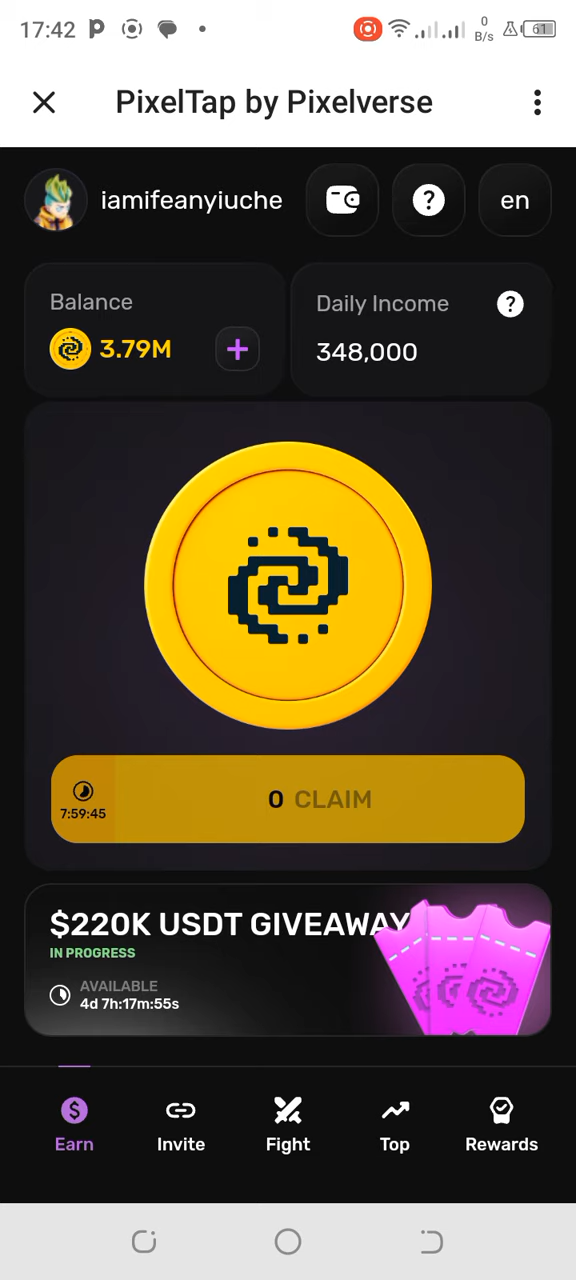 17:42
0
B/s
61
PixelTap by Pixelverse
iamifeanyiuche
?
en
Balance
3.79M
+
Daily Income
?
348,000
7:59:45
0 CLAIM
$220K USDT GIVEAWAY
IN PROGRESS
AVAILABLE
4d 7h:17m:55s
Earn
Invite
Fight
Top
Rewards